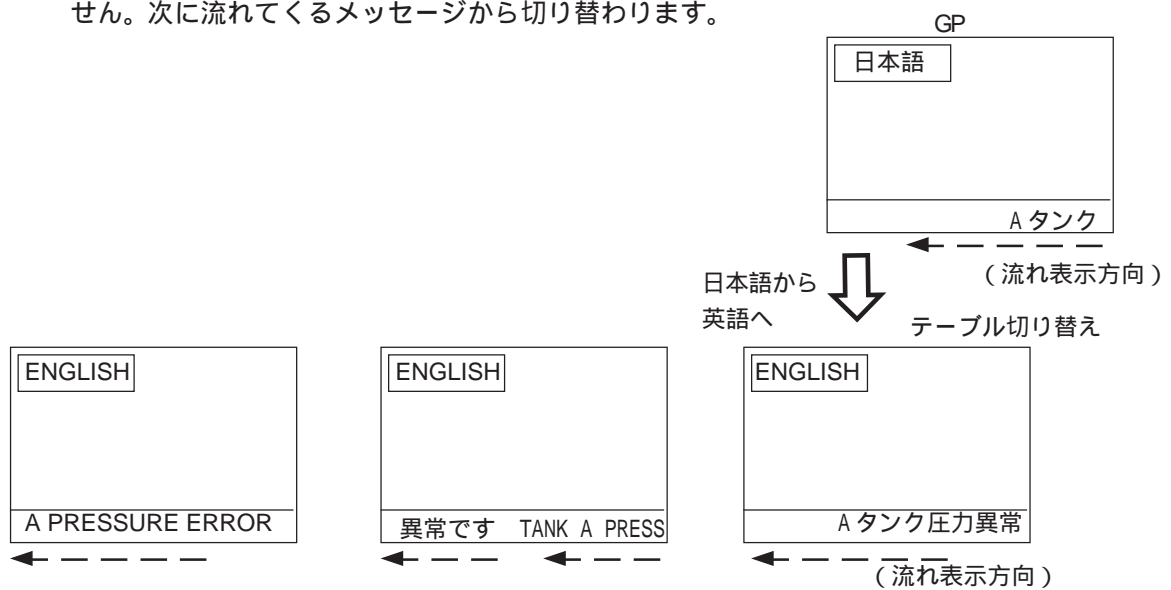 せん。次に流れてくるメッセージから切り替わります。
GP
日本語
A タンク
(流れ表示方向)
日本語から
英語へ
テーブル切り替え
ENGLISH
ENGLISH
ENGLISH
A PRESSURE ERROR
異常です TANK A PRESS
A タンク圧力異常
(流れ表示方向)